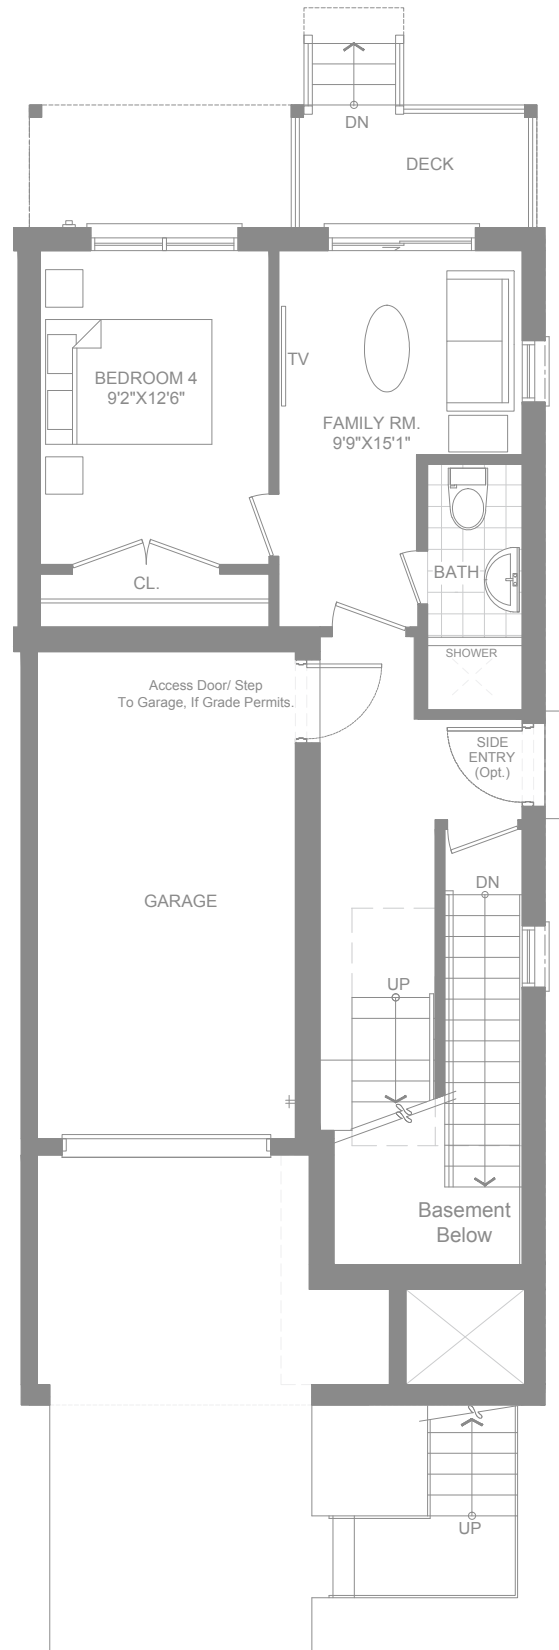 DN
DECK
BEDROOM 4
9'2"X12'6"
TV
FAMILY RM.
9'9"X15'1"
CL.
BATH
SHOWER
Access Door/ Step
To Garage, If Grade Permits.
SIDE
ENTRY
(Opt.)
GARAGE
DN
UP
Basement
Below
UP